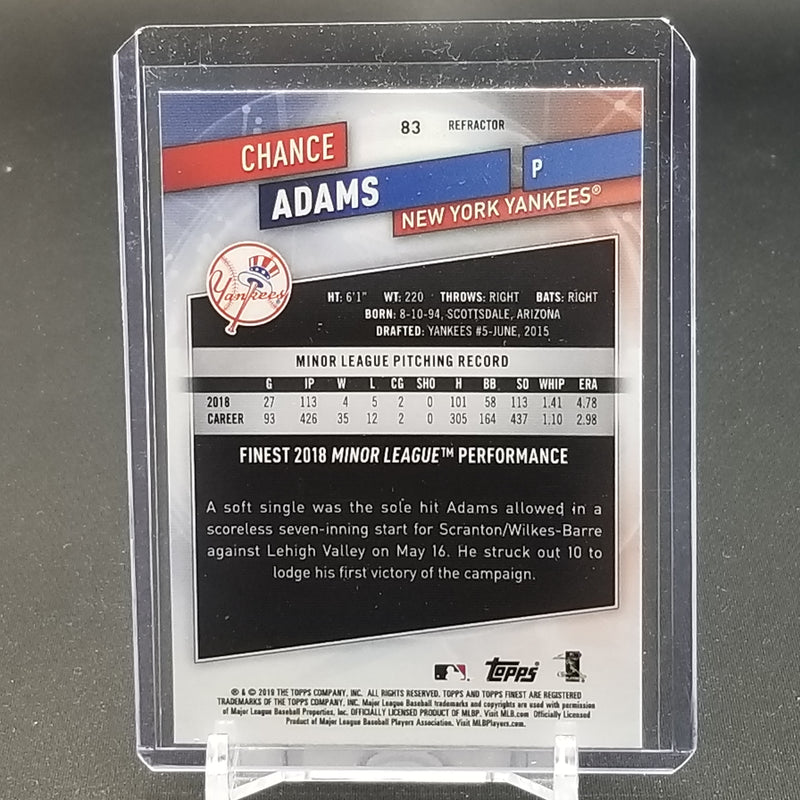 83 REFRACTOR
CHANCE
ADAMS
P
NEW YORK YANKEES®
Yankees
HT: 6'1" WT: 220 · THROWS: RIGHT BATS: RIGHT
BORN: 8-10-94, SCOTTSDALE, ARIZONA
DRAFTED: YANKEES #5-JUNE, 2015
MINOR LEAGUE PITCHING RECORD
G IP W L CG SHO H BB SO WHIP ERA
2018 27 113 4 5 2 0 101 58 113 1.41 4.78
CAREER 93 426 35 12 2 0 305 164 437 1.10 2.98
FINEST 2018 MINOR LEAGUE™ PERFORMANCE
A soft single was the sole hit Adams allowed in a
scoreless seven-inning start for Scranton/Wilkes-Barre
against Lehigh Valley on May 16. He struck out 10 to
lodge his first victory of the campaign.
Topps
® & © 2019 THE TOPPS COMPANY, INC. ALL RIGHTS RESERVED. TOPPS AND TOPPS FINEST ARE REGISTERED
TRADEMARKS OF THE TOPPS COMPANY, INC. Major League Baseball trademarks and copyrights are used with permission
of Major League Baseball Properties, Inc. OFFICIALLY LICENSED PRODUCT OF MLBP. Visit MLB.com Officially Licensed
Product of Major League Baseball Players Association. Visit MLBPlayers.com.